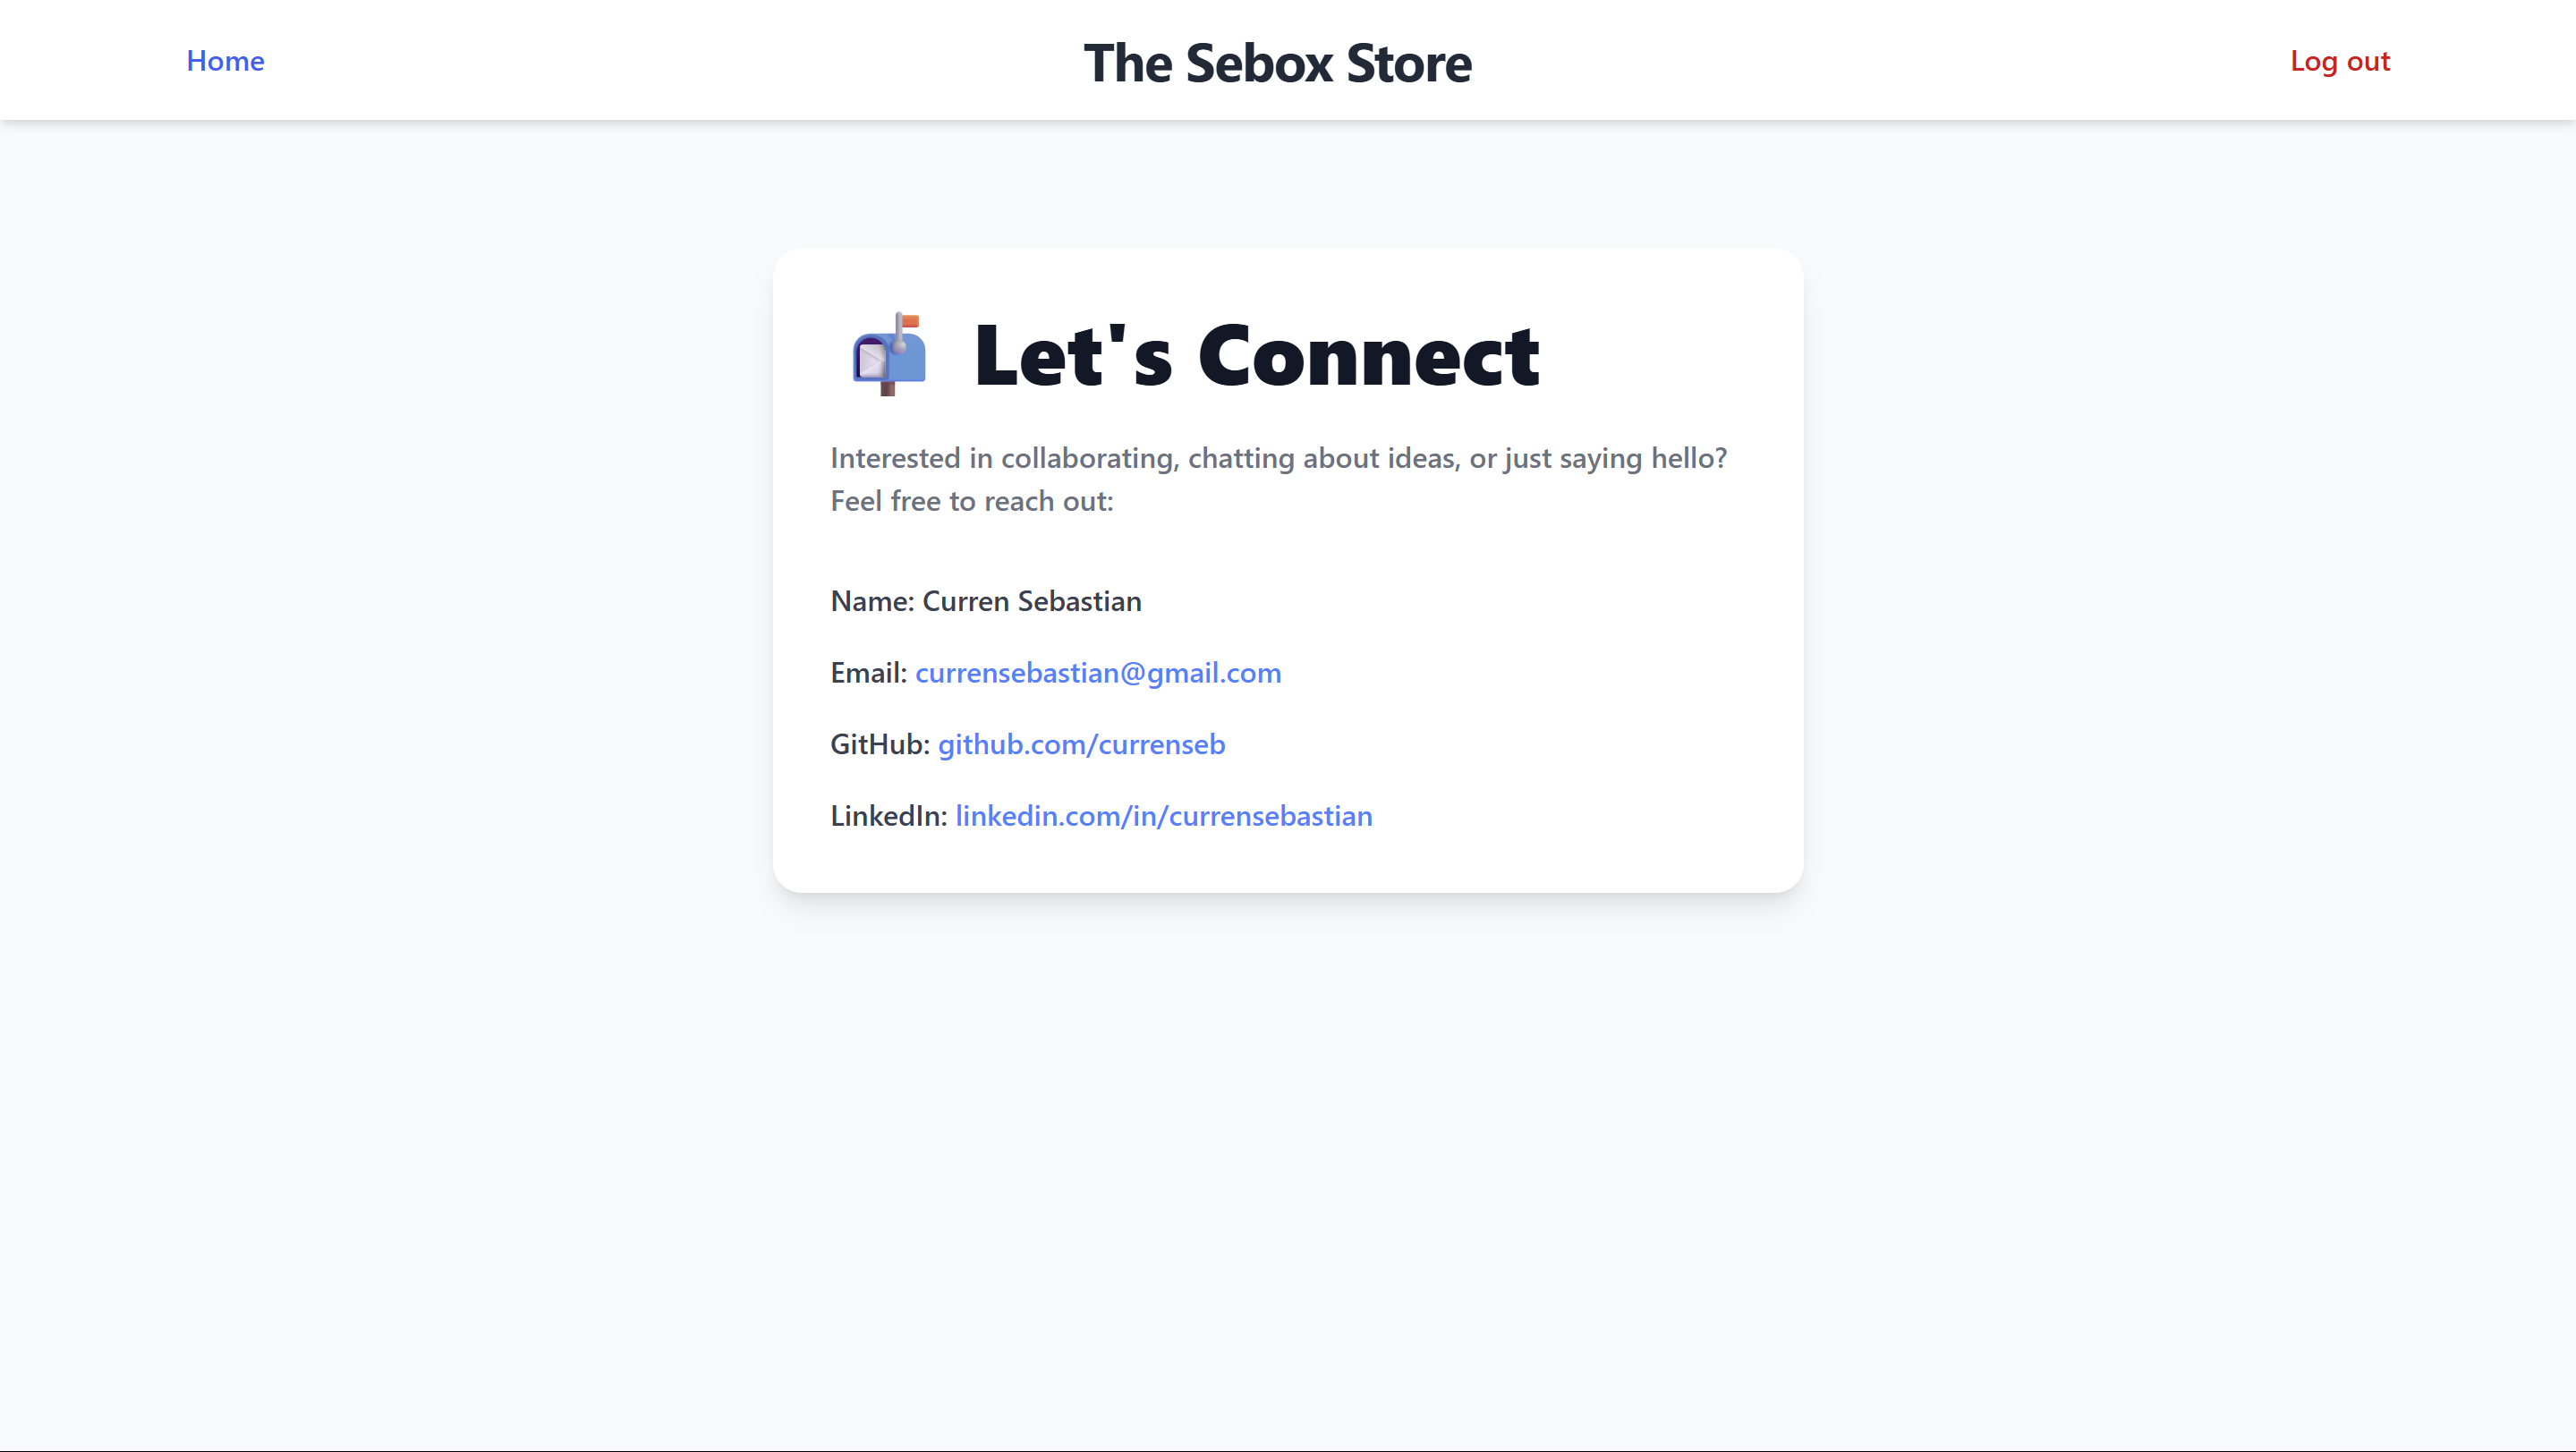 Home
The Sebox Store
Log out
Let's Connect
Interested in collaborating, chatting about ideas, or just saying hello?
Feel free to reach out:
Name: Curren Sebastian
Email: currensebastian@gmail.com
GitHub: github.com/currenseb
LinkedIn: linkedin.com/in/currensebastian